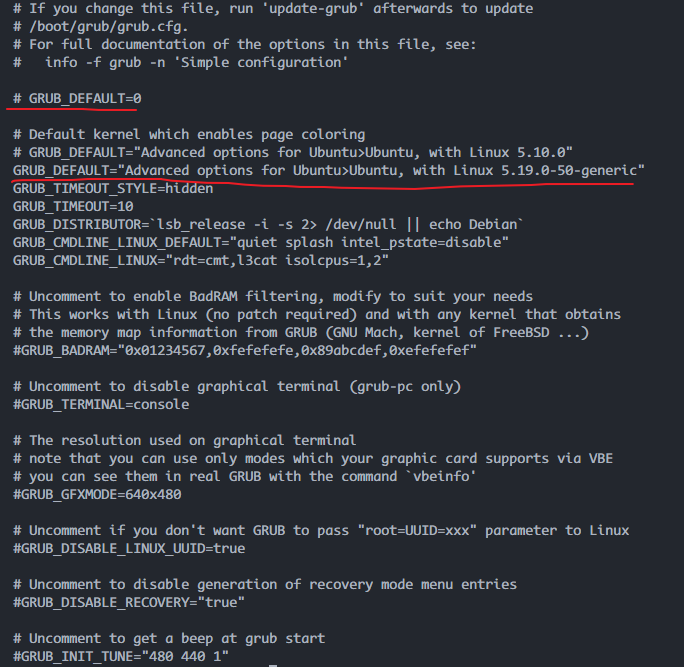 # If you change this file, run 'update-grub' afterwards to update
# /boot/grub/grub.cfg.
# For full documentation of the options in this file, see:
#   info -f grub -n 'Simple configuration'
# GRUB_DEFAULT=0
# Default kernel which enables page coloring
# GRUB_DEFAULT="Advanced options for Ubuntu>Ubuntu, with Linux 5.10.0"
GRUB_DEFAULT="Advanced options for Ubuntu>Ubuntu, with Linux 5.19.0-50-generic"
GRUB_TIMEOUT_STYLE=hidden
GRUB_TIMEOUT=10
GRUB_DISTRIBUTOR=`lsb_release -i -s 2> /dev/null || echo Debian`
GRUB_CMDLINE_LINUX_DEFAULT="quiet splash intel_pstate=disable"
GRUB_CMDLINE_LINUX="rdt=cmt,l3cat isolcpus=1,2"
# Uncomment to enable BadRAM filtering, modify to suit your needs
# This works with Linux (no patch required) and with any kernel that obtains
# the memory map information from GRUB (GNU Mach, kernel of FreeBSD ...)
#GRUB_BADRAM="0x01234567,0xfefefefe,0x89abcdef,0xefefefef"
# Uncomment to disable graphical terminal (grub-pc only)
#GRUB_TERMINAL=console
# The resolution used on graphical terminal
# note that you can use only modes which your graphic card supports via VBE
# you can see them in real GRUB with the command `vbeinfo'
#GRUB_GFXMODE=640x480
# Uncomment if you don't want GRUB to pass "root=UUID=xxx" parameter to Linux
#GRUB_DISABLE_LINUX_UUID=true
# Uncomment to disable generation of recovery mode menu entries
#GRUB_DISABLE_RECOVERY="true"
# Uncomment to get a beep at grub start
#GRUB_INIT_TUNE="480 440 1"